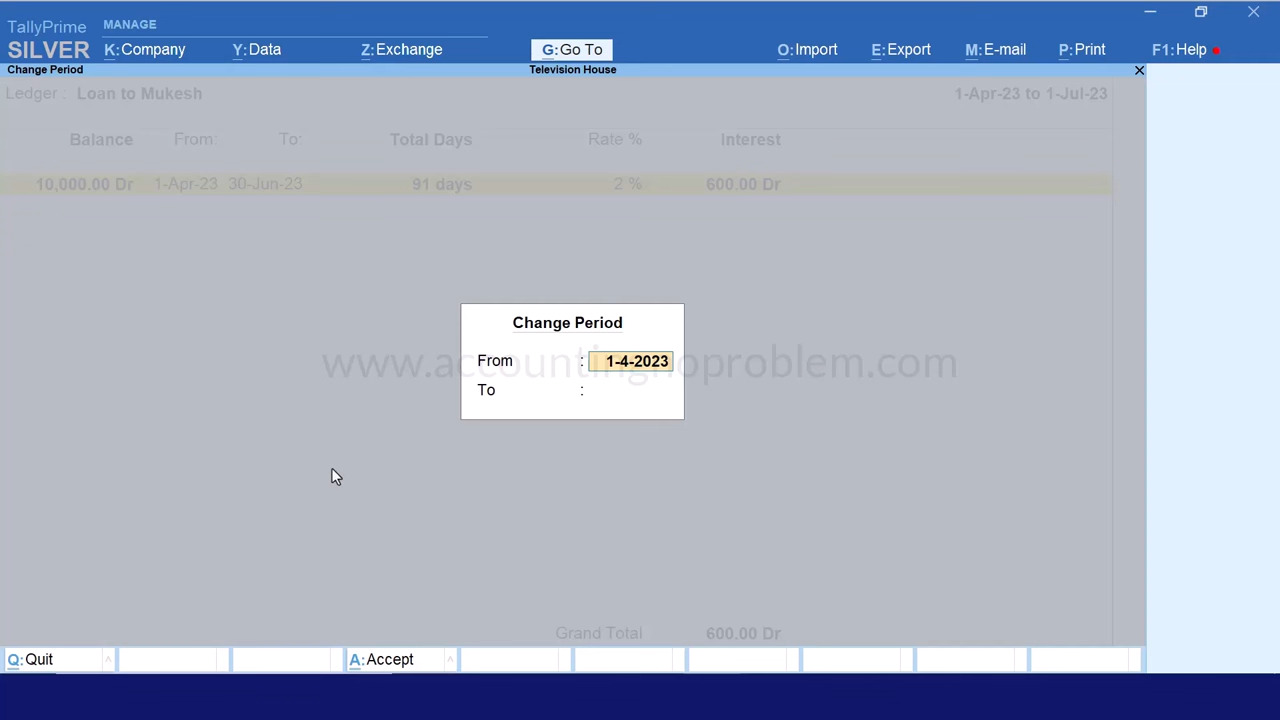 TallyPrime MANAGE
SILVER K:Company Y:Data Z:Exchange G:Go To O:Import E:Export M:E-mail P:Print F1:Help
Change Period Television House
Ledger : Loan to Mukesh 1-Apr-23 to 1-Jul-23
Balance From: To: Total Days Rate % Interest
10,000.00 Dr 1-Apr-23 30-Jun-23 91 days 2 % 600.00 Dr
Change Period
From : 1-4-2023
www.accountingnoproblem.com
To :
Grand Total 600.00 Dr
Q:Quit A:Accept